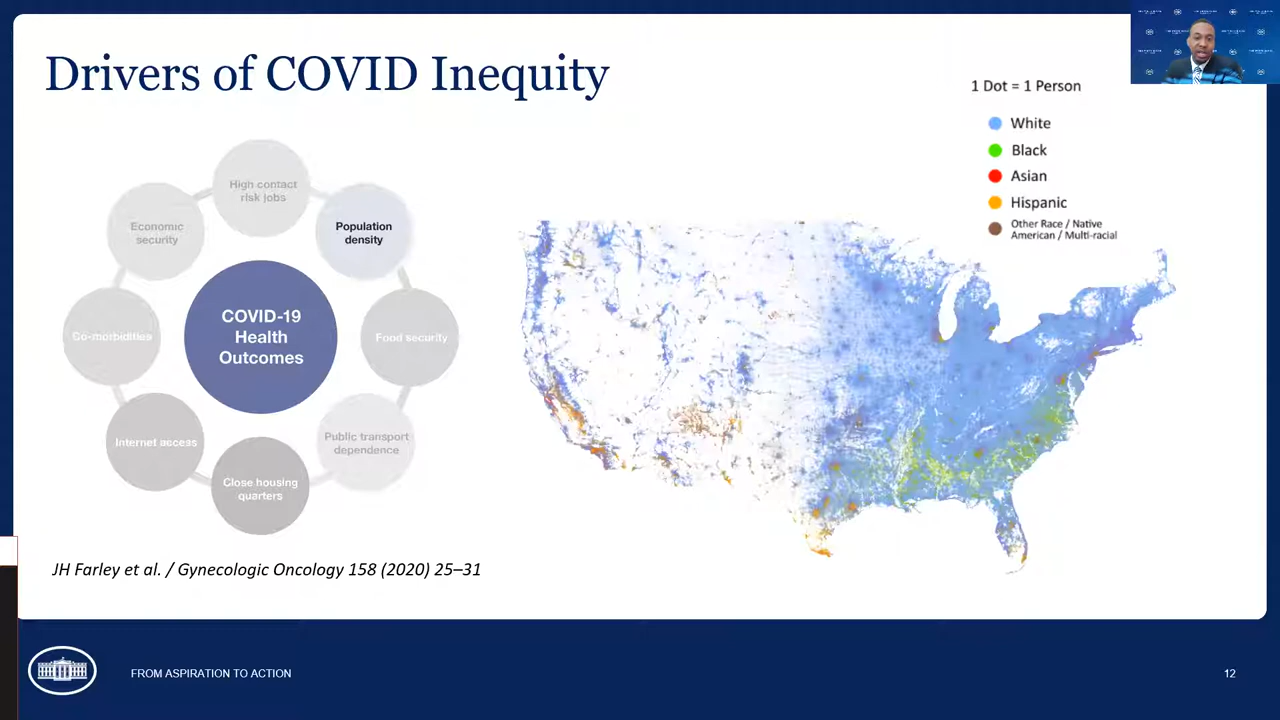 Drivers of COVID Inequity
1 Dot = 1 Person
White
Black
Asian
Hispanic
Other Race / Native
American / Multi-racial
High contact
risk jobs
Population
density
Food security
Public transport
dependence
Close housing
quarters
Internet access
Co-morbidities
Economic
security
COVID-19
Health
Outcomes
JH Farley et al. / Gynecologic Oncology 158 (2020) 25–31
FROM ASPIRATION TO ACTION
12